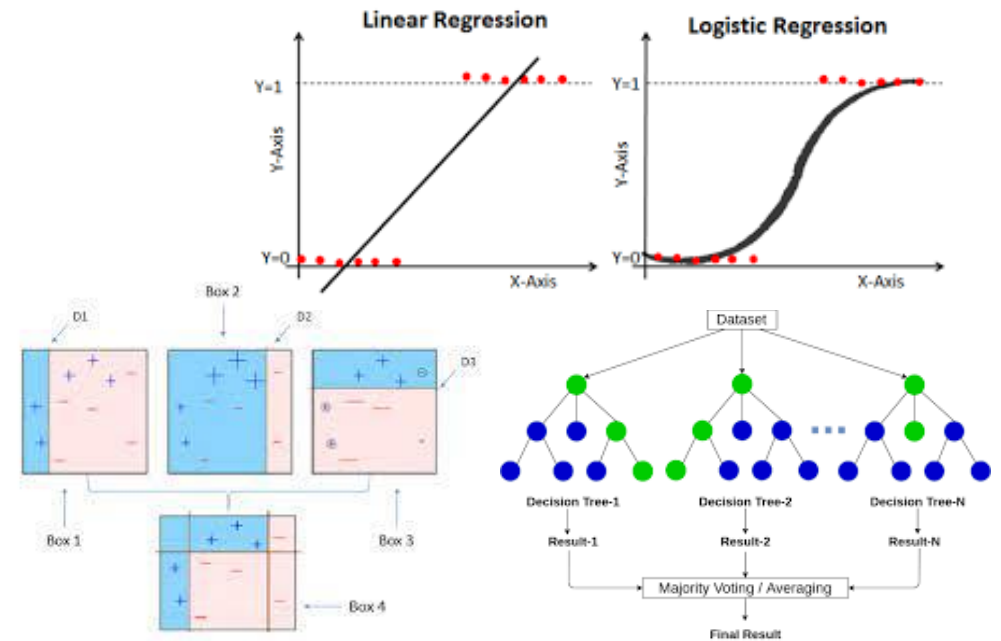 Linear Regression
Y=1
Y-Axis
Y=0
X-Axis
Logistic Regression
Y=1
Y-Axis
Y=0
X-Axis
Box 2
D1
D2
D3
Box 1
Box 3
Box 4
Dataset
Decision Tree-1
Decision Tree-2
Decision Tree-N
Result-1
Result-2
Result-N
Majority Voting / Averaging
Final Result